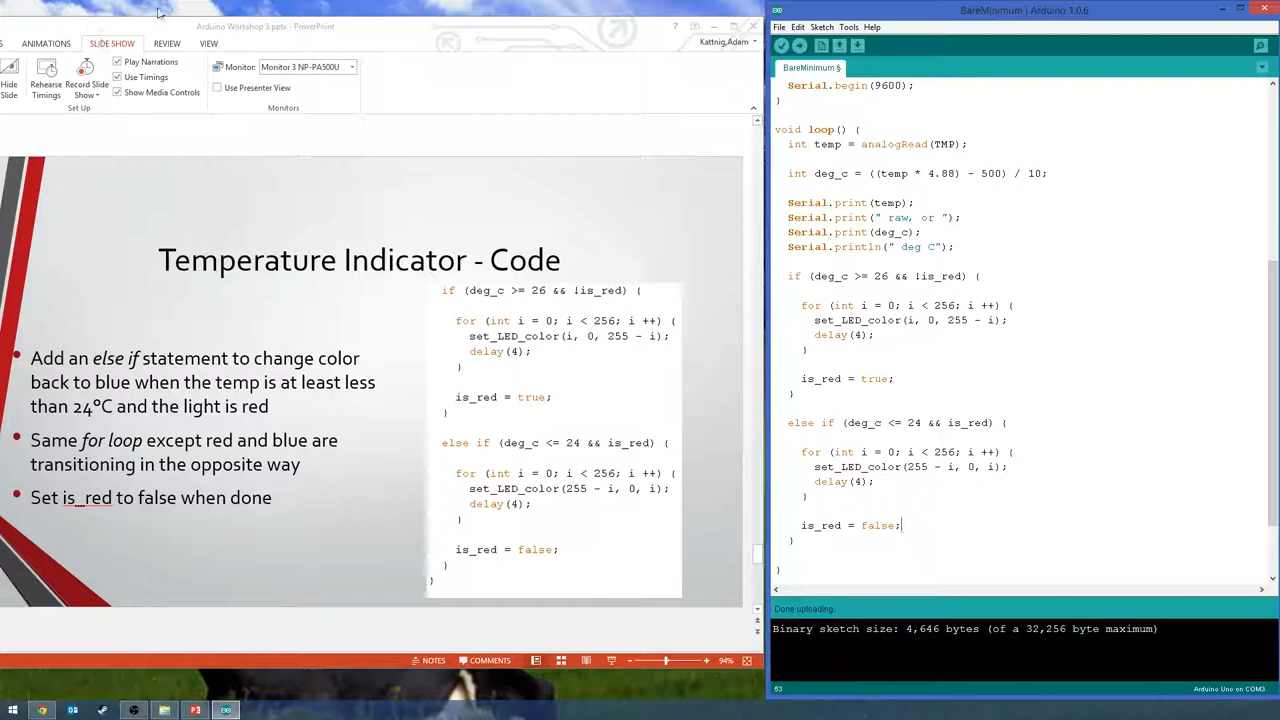 Arduino Workshop 3.pptx - PowerPoint
ANIMATIONS SLIDE SHOW REVIEW VIEW
Kattnig,Adam
Hide Slide
Rehearse Timings
Record Slide Show
Play Narrations
Use Timings
Show Media Controls
Set Up
Monitor: Monitor 3 NP-PA500U
Use Presenter View
Monitors
Temperature Indicator - Code
Add an else if statement to change color
back to blue when the temp is at least less
than 24°C and the light is red
Same for loop except red and blue are
transitioning in the opposite way
Set is_red to false when done
if (deg_c >= 26 && !is_red) {
for (int i = 0; i < 256; i ++) {
set_LED_color(i, 0, 255 - i);
delay(4);
}
is_red = true;
}
else if (deg_c <= 24 && is_red) {
for (int i = 0; i < 256; i ++) {
set_LED_color(255 - i, 0, i);
delay(4);
}
is_red = false;
}
}
NOTES COMMENTS 94%
BareMinimum | Arduino 1.0.6
File Edit Sketch Tools Help
BareMinimum §
Serial.begin(9600);
}
void loop() {
int temp = analogRead(TMP);
int deg_c = ((temp * 4.88) - 500) / 10;
Serial.print(temp);
Serial.print(" raw, or ");
Serial.print(deg_c);
Serial.println(" deg C");
if (deg_c >= 26 && !is_red) {
for (int i = 0; i < 256; i ++) {
set_LED_color(i, 0, 255 - i);
delay(4);
}
is_red = true;
}
else if (deg_c <= 24 && is_red) {
for (int i = 0; i < 256; i ++) {
set_LED_color(255 - i, 0, i);
delay(4);
}
is_red = false;
}
}
Done uploading.
Binary sketch size: 4,646 bytes (of a 32,256 byte maximum)
53
Arduino Uno on COM3